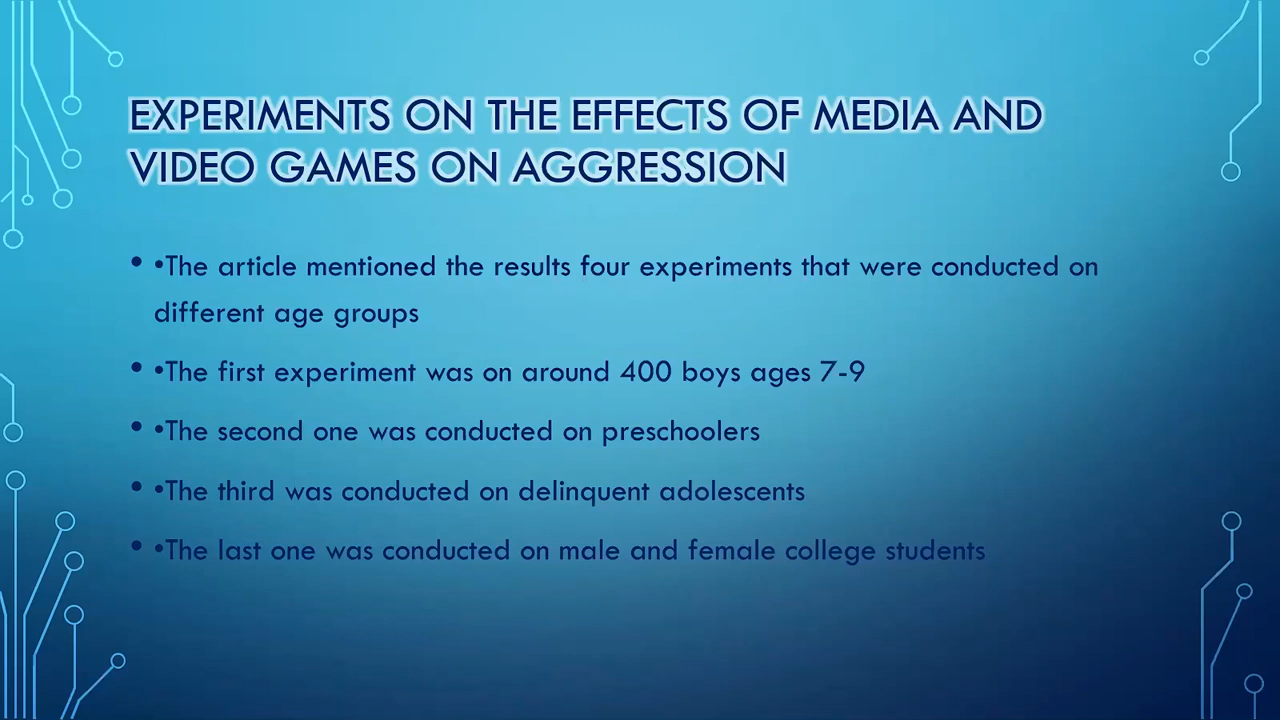 EXPERIMENTS ON THE EFFECTS OF MEDIA AND
VIDEO GAMES ON AGGRESSION
• •The article mentioned the results four experiments that were conducted on
different age groups
• •The first experiment was on around 400 boys ages 7-9
• •The second one was conducted on preschoolers
• •The third was conducted on delinquent adolescents
• •The last one was conducted on male and female college students